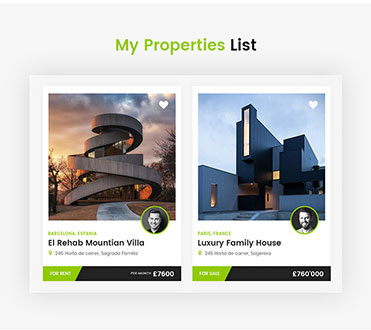 My Properties List
BARCELONA, ESPANIA
El Rehab Mountian Villa
245 Horta de carrer, Sagrada Familia
FOR RENT
PER MONTH £7600
PARIS, FRANCE
Luxury Family House
245 Horta de carrer, Sagerera
FOR SALE
£760'000